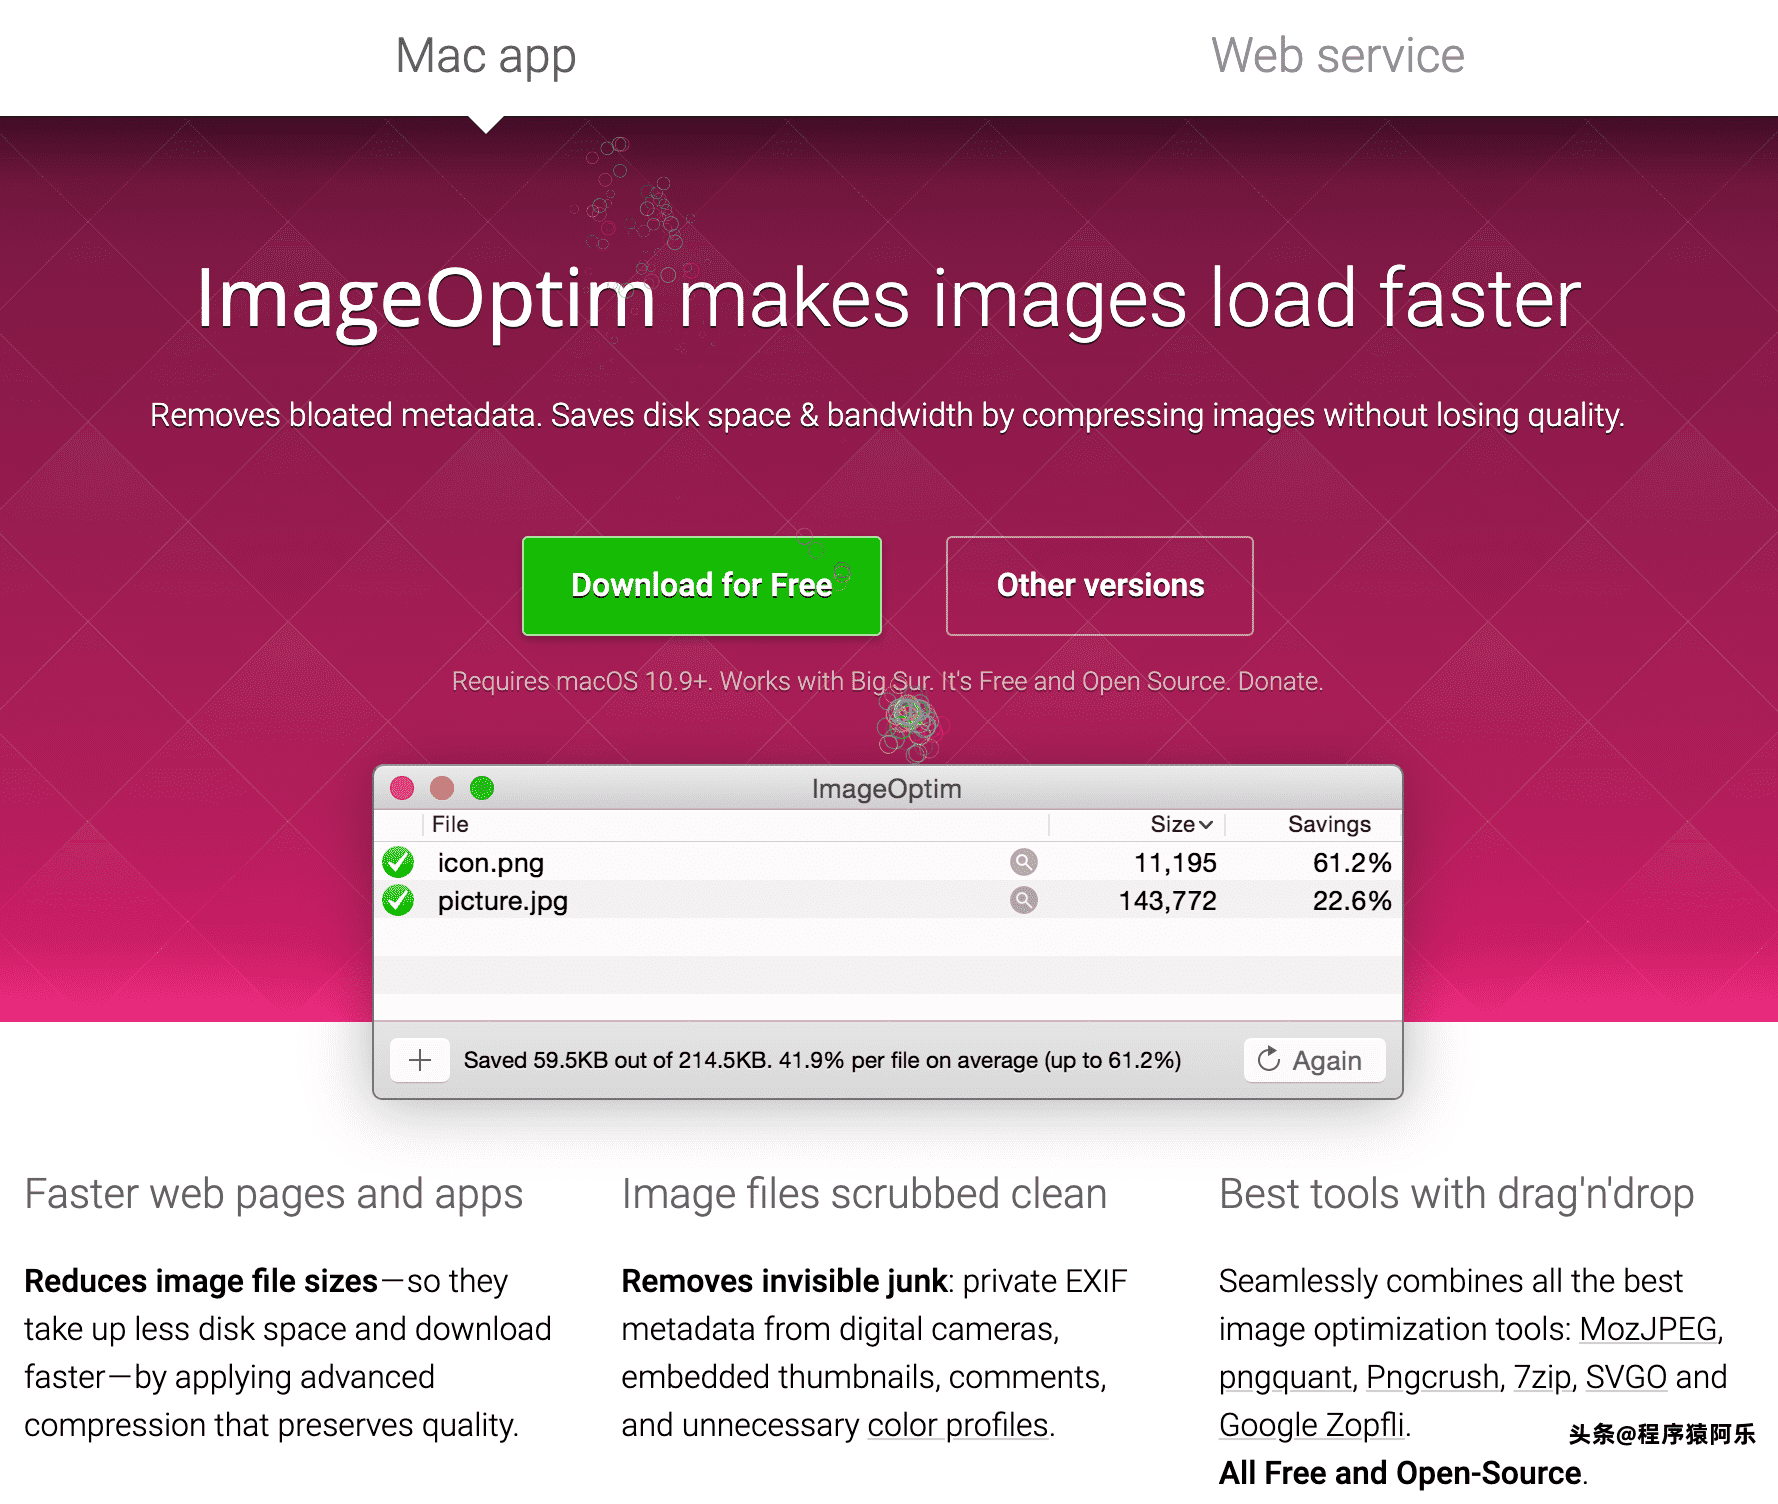 Mac app
Web service
ImageOptim makes images load faster
Removes bloated metadata. Saves disk space & bandwidth by compressing images without losing quality.
Download for Free
Other versions
Requires macOS 10.9+. Works with Big Sur. It's Free and Open Source. Donate.
ImageOptim
File Size Savings
icon.png 11,195 61.2%
picture.jpg 143,772 22.6%
Saved 59.5KB out of 214.5KB. 41.9% per file on average (up to 61.2%)
Again
Faster web pages and apps
Reduces image file sizes—so they
take up less disk space and download
faster—by applying advanced
compression that preserves quality.
Image files scrubbed clean
Removes invisible junk: private EXIF
metadata from digital cameras,
embedded thumbnails, comments,
and unnecessary color profiles.
Best tools with drag'n'drop
Seamlessly combines all the best
image optimization tools: MozJPEG,
pngquant, Pngcrush, 7zip, SVGO and
Google Zopfli.
All Free and Open-Source.
头条@程序猿阿乐